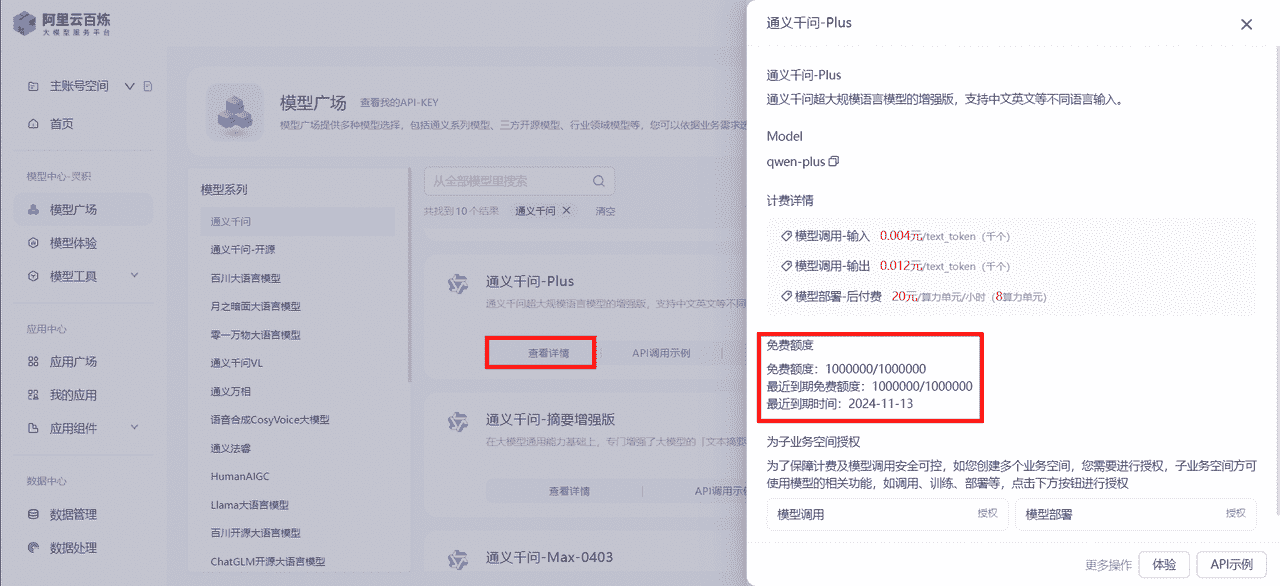 阿里云百炼
大模型服务平台
主账号空间
首页
模型中心-灵积
模型广场
模型体验
模型工具
应用中心
应用广场
我的应用
应用组件
数据中心
数据管理
数据处理
模型广场 查看我的API-KEY
模型广场提供多种模型选择，包括通义系列模型、三方开源模型、行业领域模型等，您可以依据业务需求
模型系列
通义千问
通义千问-开源
百川大语言模型
月之暗面大语言模型
零一万物大语言模型
通义千问VL
通义万相
语音合成CosyVoice大模型
通义法睿
HumanAIGC
Llama大语言模型
百川开源大语言模型
ChatGLM开源大语言模型
从全部模型里搜索
共找到 10 个结果 通义千问 清空
通义千问-Plus
通义千问超大规模语言模型的增强版，支持中文英文等不同
查看详情 API调用示例
通义千问-摘要增强版
在大模型通用能力基础上，专门增强了大模型的「文本摘要
查看详情 API调用示
通义千问-Max-0403
通义千问-Plus
通义千问-Plus
通义千问超大规模语言模型的增强版，支持中文英文等不同语言输入。
Model
qwen-plus
计费详情
模型调用-输入 0.004元/text_token（千个）
模型调用-输出 0.012元/text_token（千个）
模型部署-后付费 20元/算力单元/小时（8算力单元）
免费额度
免费额度：1000000/1000000
最近到期免费额度：1000000/1000000
最近到期时间：2024-11-13
为子业务空间授权
为了保障计费及模型调用安全可控，如您创建多个业务空间，您需要进行授权，子业务空间方可
使用模型的相关功能，如调用、训练、部署等，点击下方按钮进行授权
模型调用 授权 模型部署 授权
更多操作 体验 API示例